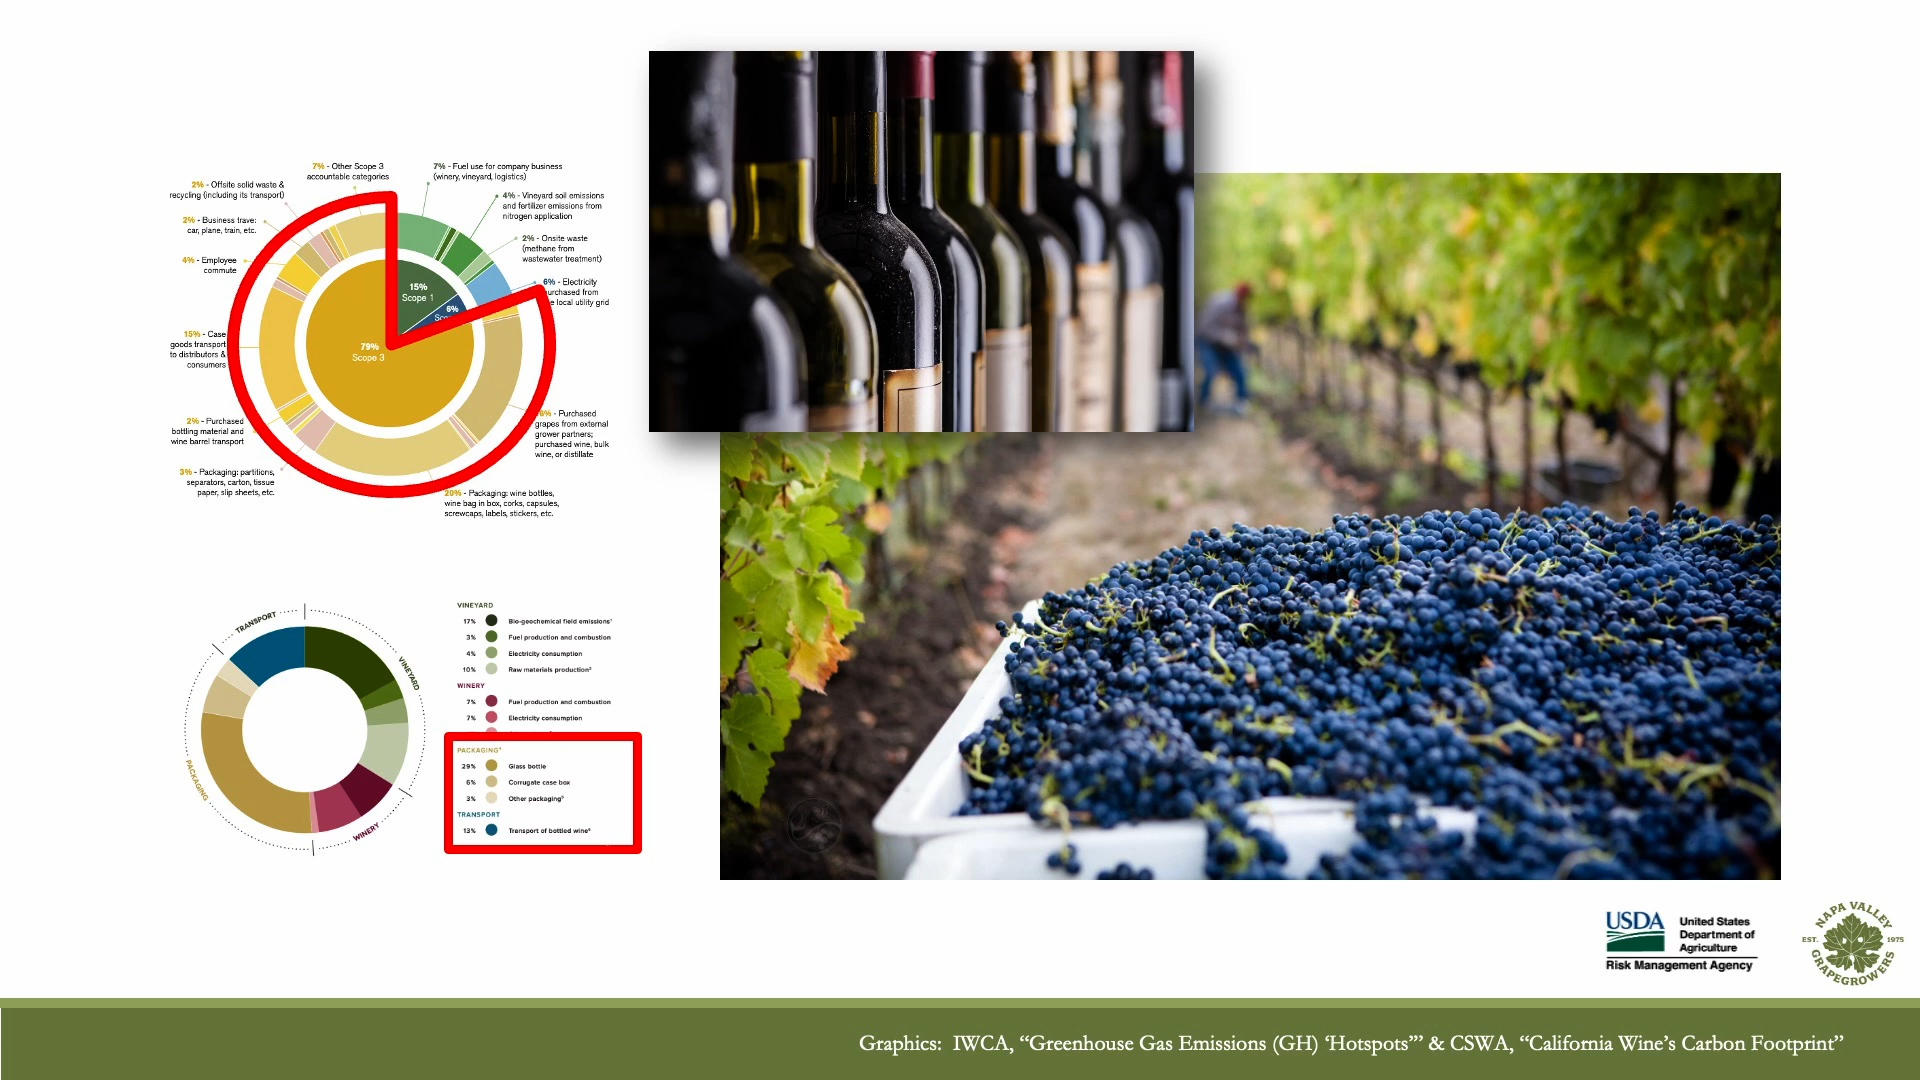 7% - Other Scope 3
accountable categories
7% - Fuel use for company business
(winery, vineyard, logistics)
2% - Offsite solid waste &
recycling (including its transport)
4% - Vineyard soil emissions
and fertilizer emissions from
nitrogen application
2% - Business trave:
car, plane, train, etc.
2% - Onsite waste
(methane from
wastewater treatment)
4% - Employee
commute
6% - Electricity
urchased from
e local utility grid
15%
Scope 1
6%
Sc
79%
Scope 3
15% - Case
goods transport
to distributors &
consumers
6% - Purchased
grapes from external
grower partners;
purchased wine, bulk
wine, or distillate
2% - Purchased
bottling material and
wine barrel transport
3% - Packaging: partitions,
separators, carton, tissue
paper, slip sheets, etc.
20% - Packaging: wine bottles,
wine bag in box, corks, capsules,
screwcaps, labels, stickers, etc.
TRANSPORT
VINEYARD
PACKAGING
WINERY
VINEYARD
17% Bio-geochemical field emissions¹
3% Fuel production and combustion
4% Electricity consumption
10% Raw materials production²
WINERY
7% Fuel production and combustion
7% Electricity consumption
PACKAGING⁴
29% Glass bottle
6% Corrugate case box
3% Other packaging⁵
TRANSPORT
13% Transport of bottled wine⁶
USDA
United States
Department of
Agriculture
Risk Management Agency
NAPA VALLEY
EST. 1975
GRAPEGROWERS
Graphics: IWCA, “Greenhouse Gas Emissions (GH) ‘Hotspots’” & CSWA, “California Wine’s Carbon Footprint”